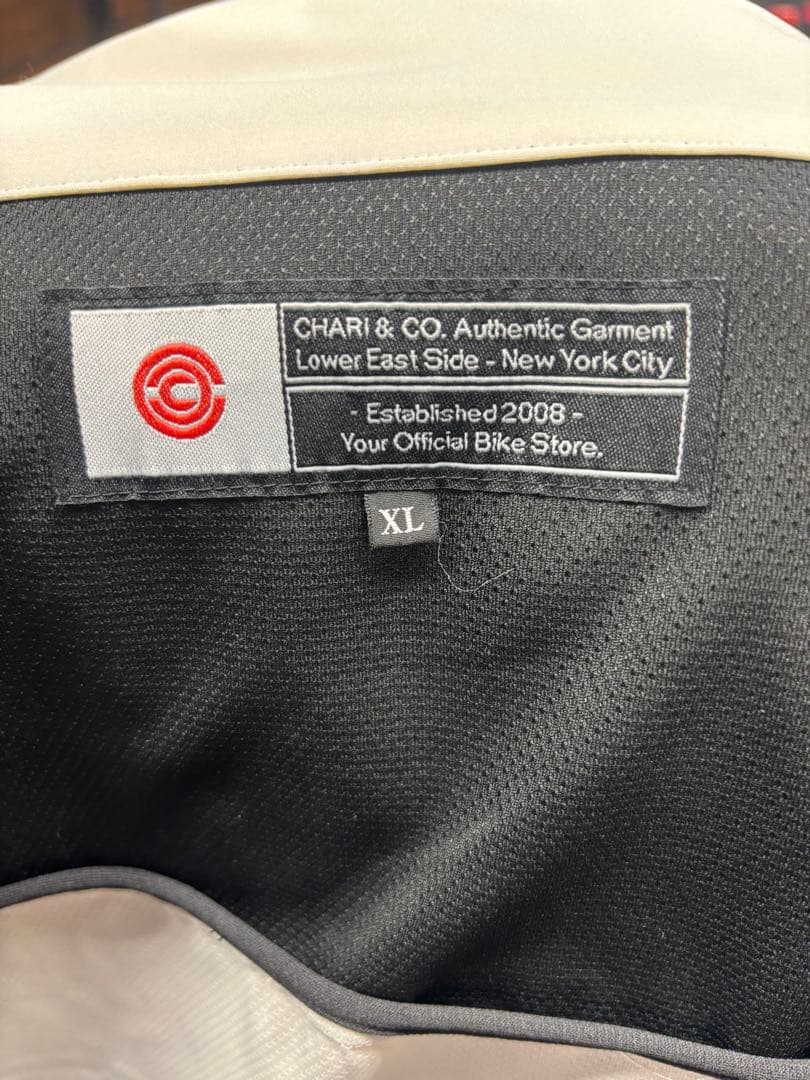 CHARI & CO. Authentic Garment
Lower East Side - New York City
- Established 2008 -
Your Official Bike Store.
XL